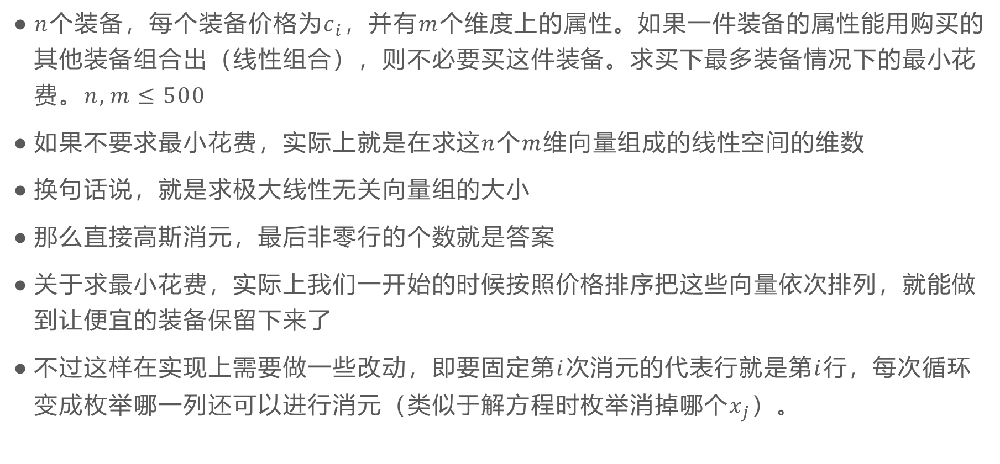 ● n个装备，每个装备价格为cᵢ，并有m个维度上的属性。如果一件装备的属性能用购买的
其他装备组合出（线性组合），则不必要买这件装备。求买下最多装备情况下的最小花
费。n, m ≤ 500
● 如果不要求最小花费，实际上就是在求这n个m维向量组成的线性空间的维数
● 换句话说，就是求极大线性无关向量组的大小
● 那么直接高斯消元，最后非零行的个数就是答案
● 关于求最小花费，实际上我们一开始的时候按照价格排序把这些向量依次排列，就能做
到让便宜的装备保留下来了
● 不过这样在实现上需要做一些改动，即要固定第i次消元的代表行就是第i行，每次循环
变成枚举哪一列还可以进行消元（类似于解方程时枚举消掉哪个xⱼ）。